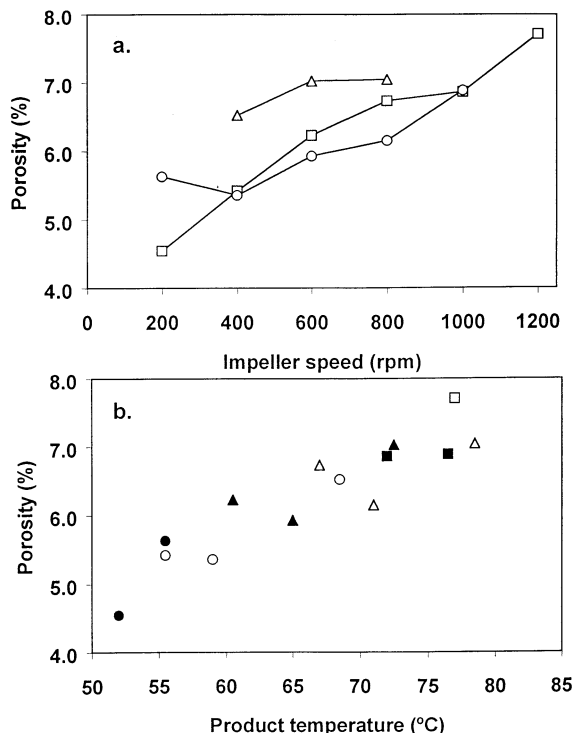 8.0
a.
7.0
6.0
5.0
4.0
Porosity (%)
0 200 400 600 800 1000 1200
Impeller speed (rpm)
8.0
b.
7.0
6.0
5.0
4.0
Porosity (%)
50 55 60 65 70 75 80 85
Product temperature (ºC)